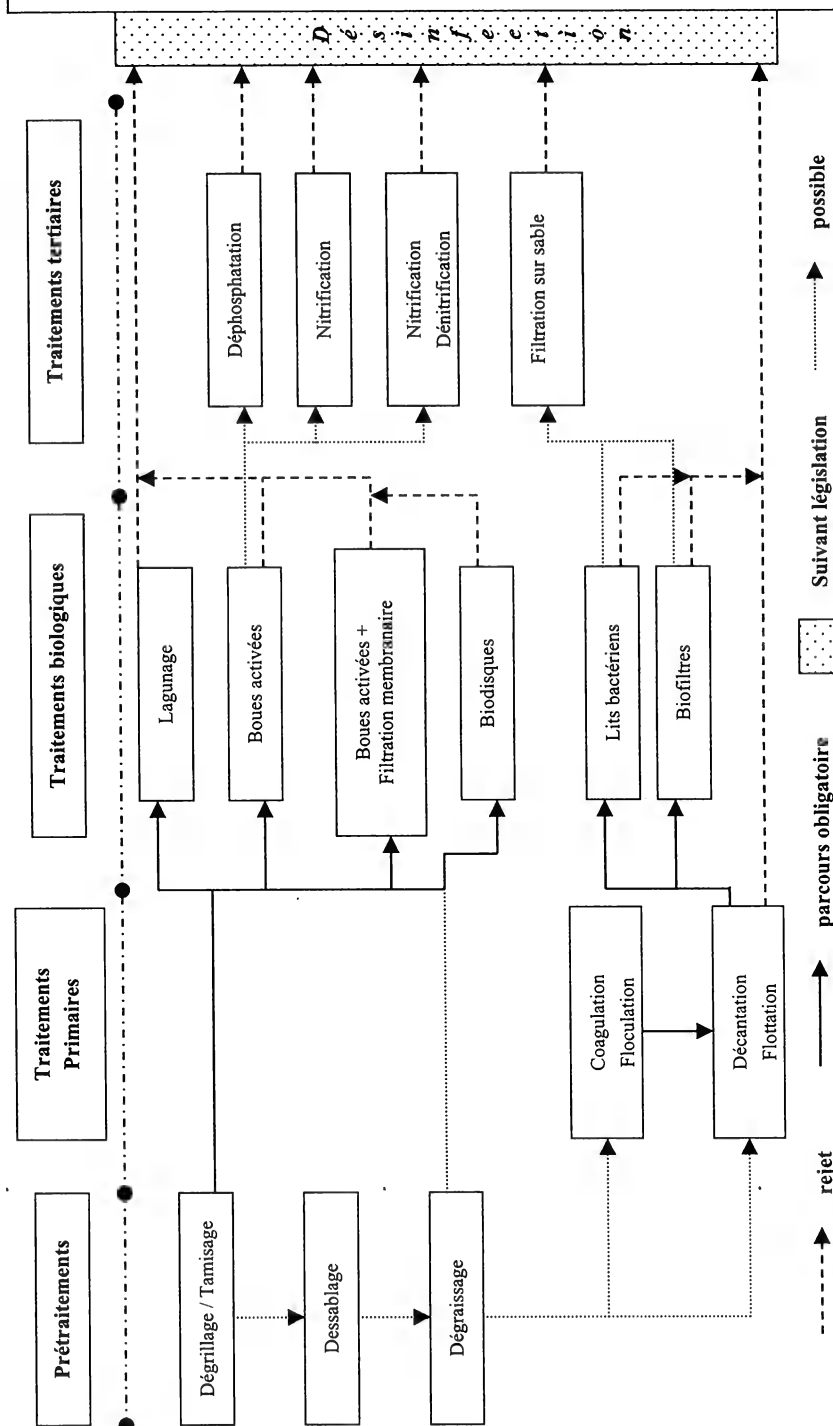 Prétraitements
Traitements
Primaires
Traitements biologiques
Traitements tertiaires
Dégrillage / Tamisage
Dessablage
Dégraissage
Coagulation
Floculation
Décantation
Flottation
Lagunage
Boues activées
Boues activées +
Filtration membranaire
Biodisques
Lits bactériens
Biofiltres
Déphosphatation
Nitrification
Nitrification
Dénitrification
Filtration sur sable
Désinfection
rejet
parcours obligatoire
Suivant législation
possible